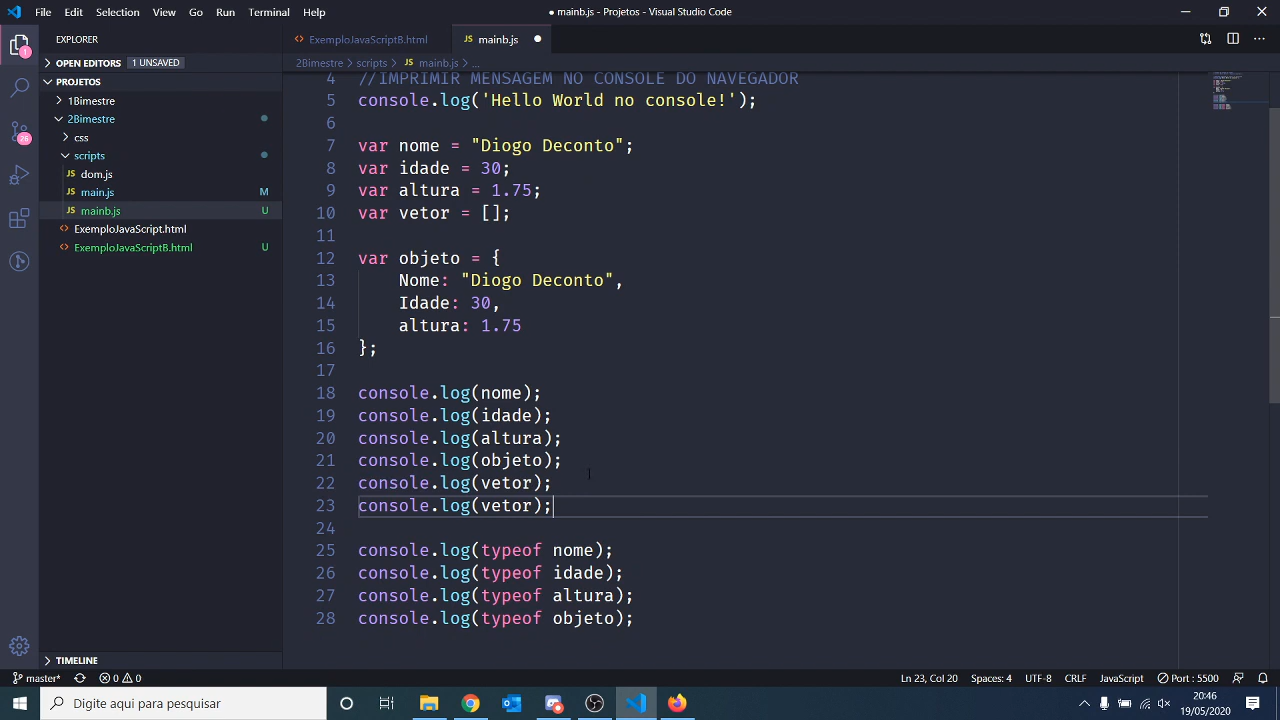 File Edit Selection View Go Run Terminal Help
● mainb.js - Projetos - Visual Studio Code
EXPLORER
ExemploJavaScriptB.html
mainb.js
OPEN EDITORS 1 UNSAVED
2Bimestre > scripts > mainb.js > ...
PROJETOS
1Bimestre
2Bimestre
css
scripts
dom.js
main.js M
mainb.js U
ExemploJavaScript.html
ExemploJavaScriptB.html U
TIMELINE
1
26
4 //IMPRIMIR MENSAGEM NO CONSOLE DO NAVEGADOR
5 console.log('Hello World no console!');
6
7 var nome = "Diogo Deconto";
8 var idade = 30;
9 var altura = 1.75;
10 var vetor = [];
11
12 var objeto = {
13 Nome: "Diogo Deconto",
14 Idade: 30,
15 altura: 1.75
16 };
17
18 console.log(nome);
19 console.log(idade);
20 console.log(altura);
21 console.log(objeto);
22 console.log(vetor);
23 console.log(vetor);
24
25 console.log(typeof nome);
26 console.log(typeof idade);
27 console.log(typeof altura);
28 console.log(typeof objeto);
master* 0 0 Ln 23, Col 20 Spaces: 4 UTF-8 CRLF JavaScript Port : 5500
Digite aqui para pesquisar
20:46
19/05/2020